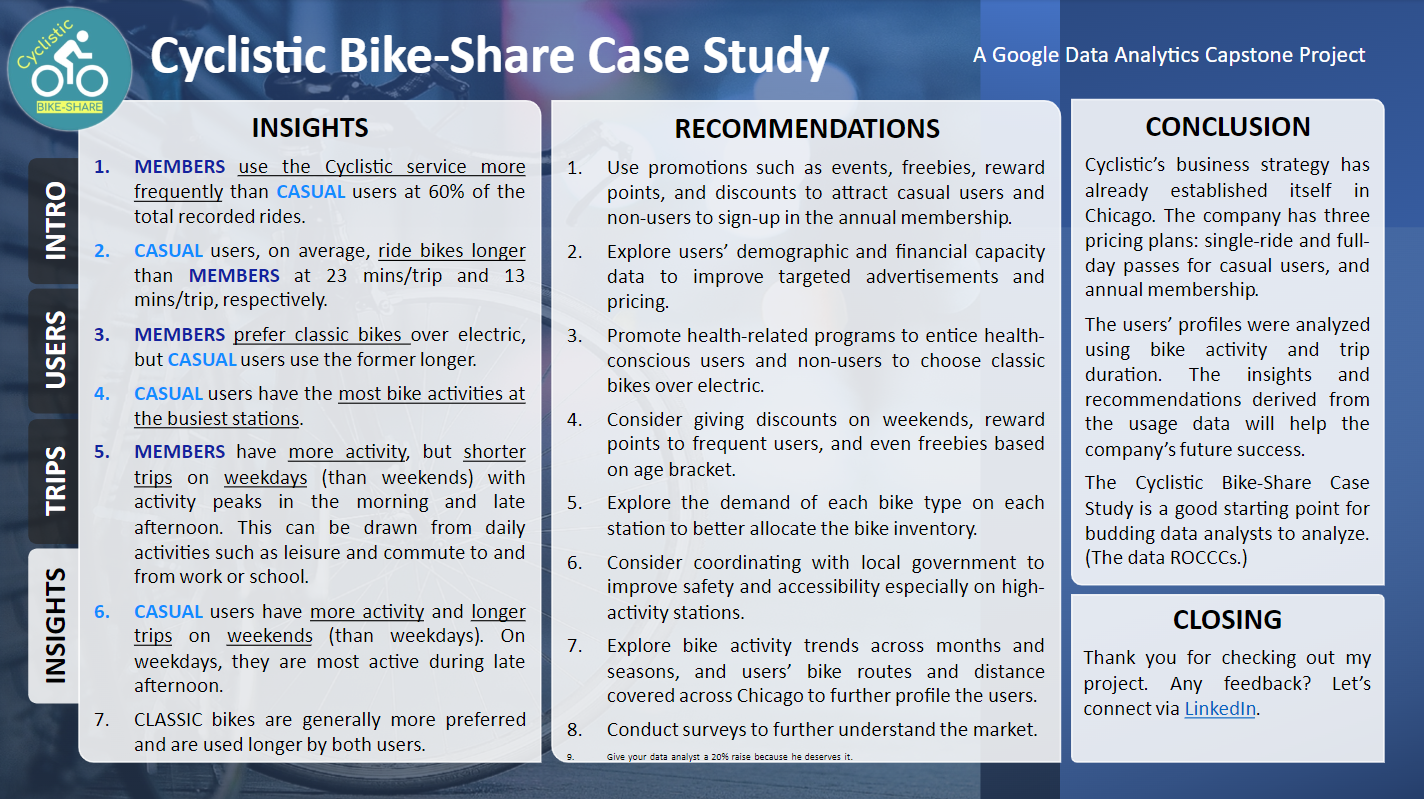 Cyclistic
BIKE-SHARE
Cyclistic Bike-Share Case Study
A Google Data Analytics Capstone Project
INTRO
USERS
TRIPS
INSIGHTS
INSIGHTS
1. MEMBERS use the Cyclistic service more
frequently than CASUAL users at 60% of the
total recorded rides.
2. CASUAL users, on average, ride bikes longer
than MEMBERS at 23 mins/trip and 13
mins/trip, respectively.
3. MEMBERS prefer classic bikes over electric,
but CASUAL users use the former longer.
4. CASUAL users have the most bike activities at
the busiest stations.
5. MEMBERS have more activity, but shorter
trips on weekdays (than weekends) with
activity peaks in the morning and late
afternoon. This can be drawn from daily
activities such as leisure and commute to and
from work or school.
6. CASUAL users have more activity and longer
trips on weekends (than weekdays). On
weekdays, they are most active during late
afternoon.
7. CLASSIC bikes are generally more preferred
and are used longer by both users.
RECOMMENDATIONS
1. Use promotions such as events, freebies, reward
points, and discounts to attract casual users and
non-users to sign-up in the annual membership.
2. Explore users' demographic and financial capacity
data to improve targeted advertisements and
pricing.
3. Promote health-related programs to entice health-
conscious users and non-users to choose classic
bikes over electric.
4. Consider giving discounts on weekends, reward
points to frequent users, and even freebies based
on age bracket.
5. Explore the demand of each bike type on each
station to better allocate the bike inventory.
6. Consider coordinating with local government to
improve safety and accessibility especially on high-
activity stations.
7. Explore bike activity trends across months and
seasons, and users' bike routes and distance
covered across Chicago to further profile the users.
8. Conduct surveys to further understand the market.
9. Give your data analyst a 20% raise because he deserves it.
CONCLUSION
Cyclistic's business strategy has
already established itself in
Chicago. The company has three
pricing plans: single-ride and full-
day passes for casual users, and
annual membership.
The users' profiles were analyzed
using bike activity and trip
duration. The insights and
recommendations derived from
the usage data will help the
company's future success.
The Cyclistic Bike-Share Case
Study is a good starting point for
budding data analysts to analyze.
(The data ROCCCs.)
CLOSING
Thank you for checking out my
project. Any feedback? Let's
connect via LinkedIn.